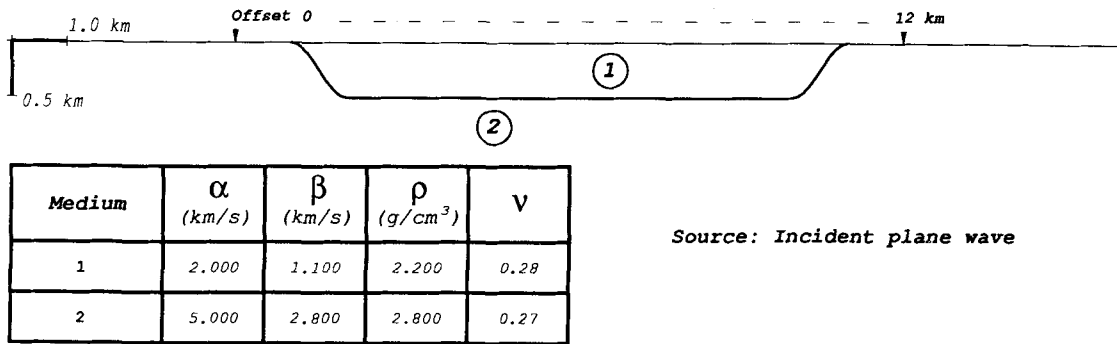 Offset 0
12 km
1.0 km
0.5 km
1
2
Medium α (km/s) β (km/s) ρ (g/cm³) ν
1 2.000 1.100 2.200 0.28
2 5.000 2.800 2.800 0.27
Source: Incident plane wave